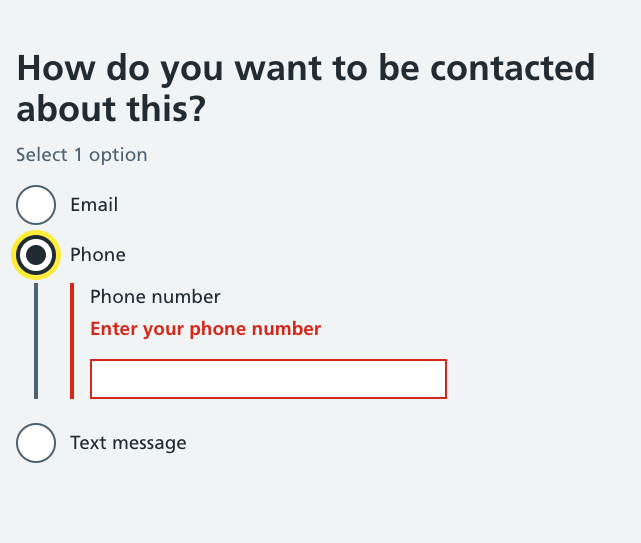 How do you want to be contacted
about this?
Select 1 option
Email
Phone
Phone number
Enter your phone number
Text message